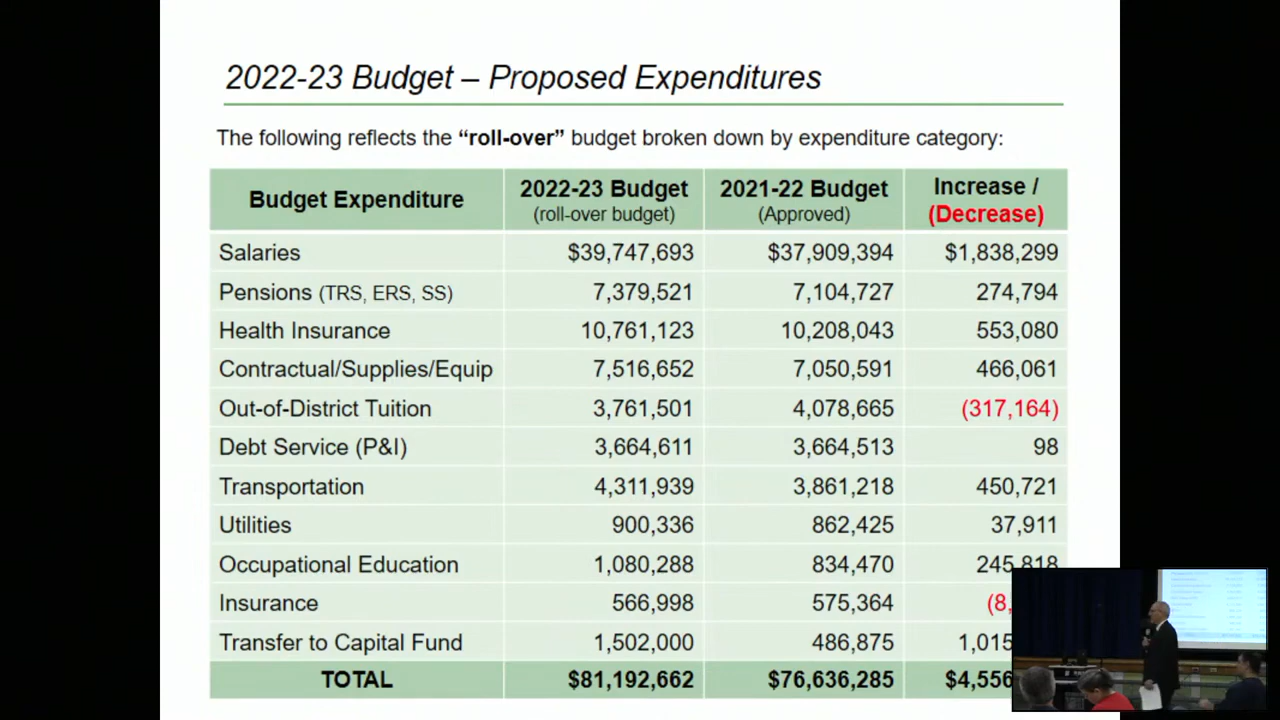 2022-23 Budget – Proposed Expenditures
The following reflects the “roll-over” budget broken down by expenditure category:
Budget Expenditure 2022-23 Budget (roll-over budget) 2021-22 Budget (Approved) Increase / (Decrease)
Salaries $39,747,693 $37,909,394 $1,838,299
Pensions (TRS, ERS, SS) 7,379,521 7,104,727 274,794
Health Insurance 10,761,123 10,208,043 553,080
Contractual/Supplies/Equip 7,516,652 7,050,591 466,061
Out-of-District Tuition 3,761,501 4,078,665 (317,164)
Debt Service (P&I) 3,664,611 3,664,513 98
Transportation 4,311,939 3,861,218 450,721
Utilities 900,336 862,425 37,911
Occupational Education 1,080,288 834,470 245,818
Insurance 566,998 575,364 (8,
Transfer to Capital Fund 1,502,000 486,875 1,015
TOTAL $81,192,662 $76,636,285 $4,556